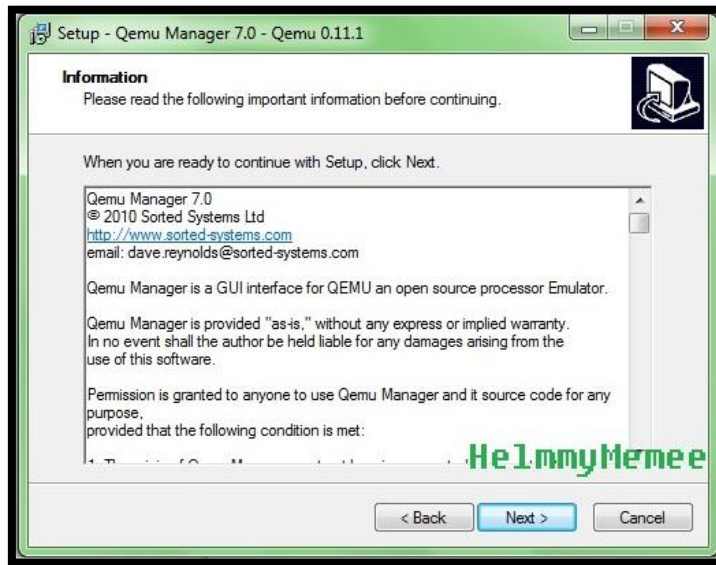 Setup - Qemu Manager 7.0 - Qemu 0.11.1
Information
Please read the following important information before continuing.
When you are ready to continue with Setup, click Next.
Qemu Manager 7.0
© 2010 Sorted Systems Ltd
http://www.sorted-systems.com
email: dave.reynolds@sorted-systems.com
Qemu Manager is a GUI interface for QEMU an open source processor Emulator.
Qemu Manager is provided "as-is," without any express or implied warranty.
In no event shall the author be held liable for any damages arising from the
use of this software.
Permission is granted to anyone to use Qemu Manager and it source code for any
purpose,
provided that the following condition is met:
HelmmyMemee
< Back Next > Cancel